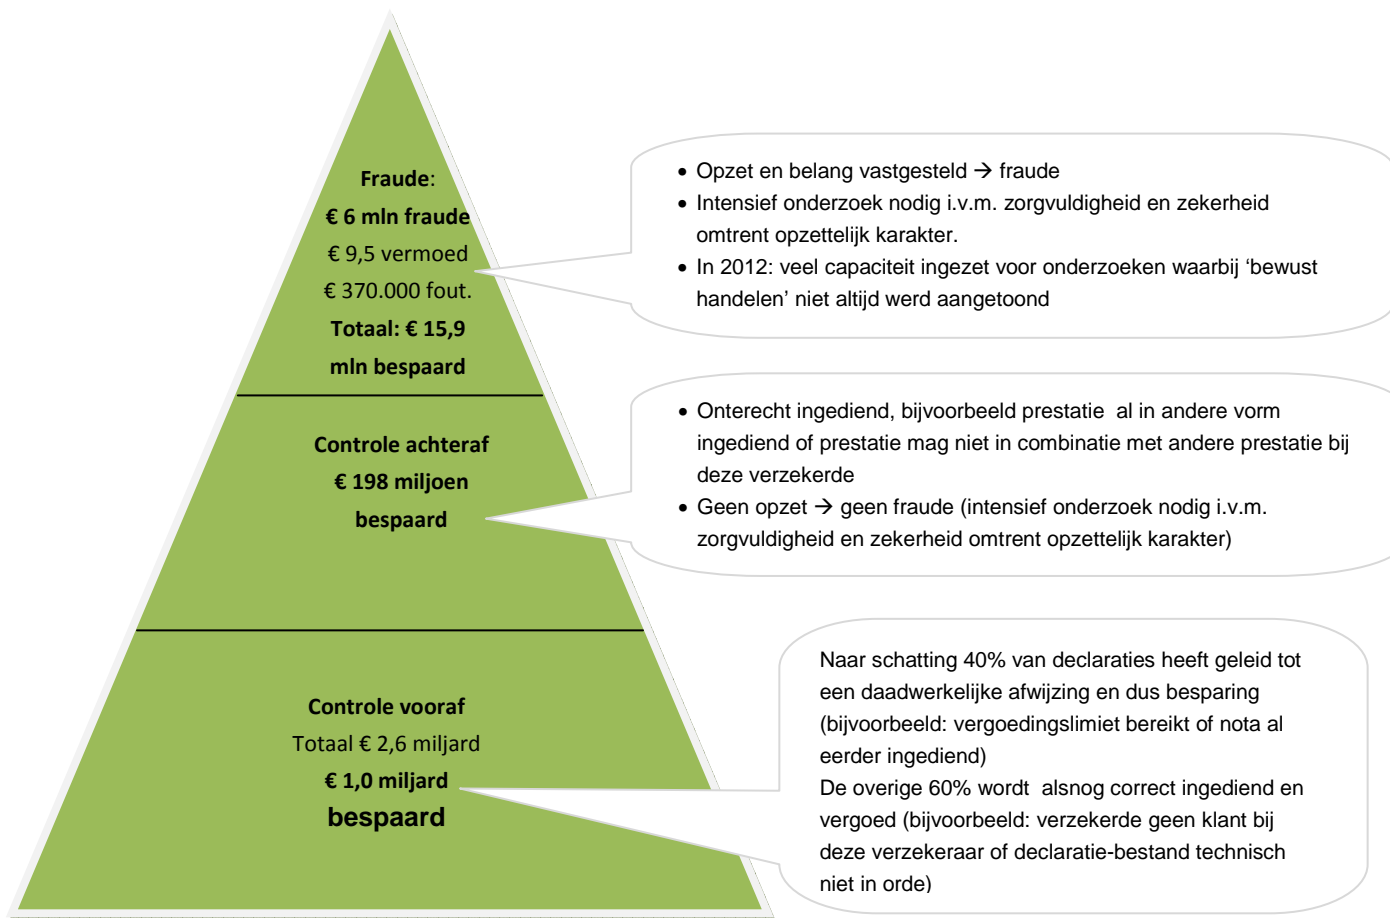 Fraude:
€ 6 mln fraude
€ 9,5 vermoed
€ 370.000 fout.
Totaal: € 15,9
mln bespaard
• Opzet en belang vastgesteld → fraude
• Intensief onderzoek nodig i.v.m. zorgvuldigheid en zekerheid
omtrent opzettelijk karakter.
• In 2012: veel capaciteit ingezet voor onderzoeken waarbij ‘bewust
handelen’ niet altijd werd aangetoond
Controle achteraf
€ 198 miljoen
bespaard
• Onterecht ingediend, bijvoorbeeld prestatie al in andere vorm
ingediend of prestatie mag niet in combinatie met andere prestatie bij
deze verzekerde
• Geen opzet → geen fraude (intensief onderzoek nodig i.v.m.
zorgvuldigheid en zekerheid omtrent opzettelijk karakter)
Controle vooraf
Totaal € 2,6 miljard
€ 1,0 miljard
bespaard
Naar schatting 40% van declaraties heeft geleid tot
een daadwerkelijke afwijzing en dus besparing
(bijvoorbeeld: vergoedingslimiet bereikt of nota al
eerder ingediend)
De overige 60% wordt alsnog correct ingediend en
vergoed (bijvoorbeeld: verzekerde geen klant bij
deze verzekeraar of declaratie-bestand technisch
niet in orde)